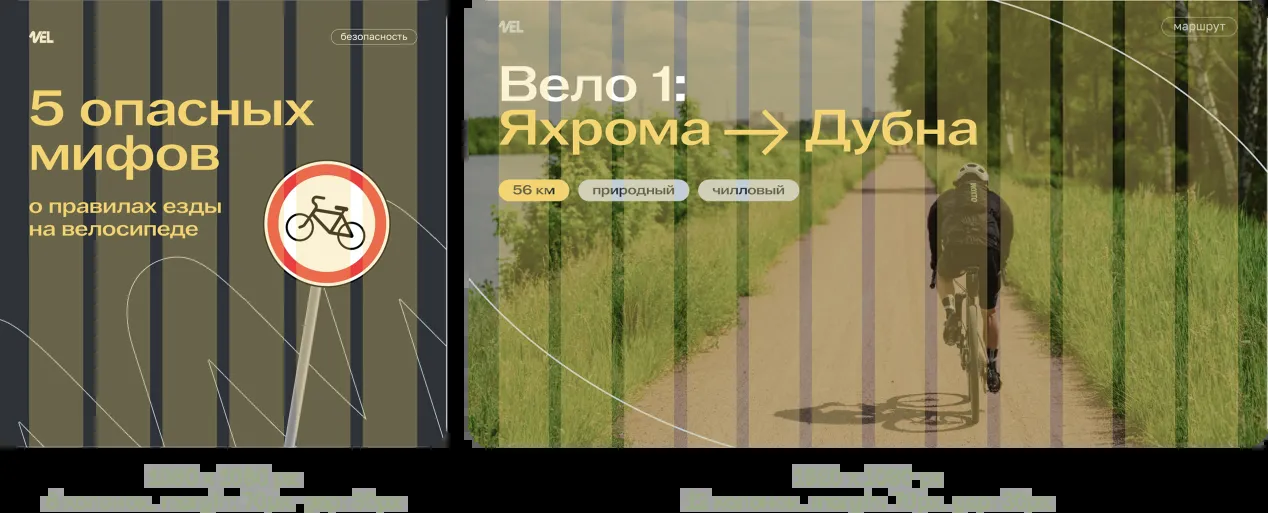 VEL
безопасность
5 опасных
мифов
о правилах езды
на велосипеде
VEL
маршрут
Вело 1:
Яхрома → Дубна
56 км
природный
чилловый